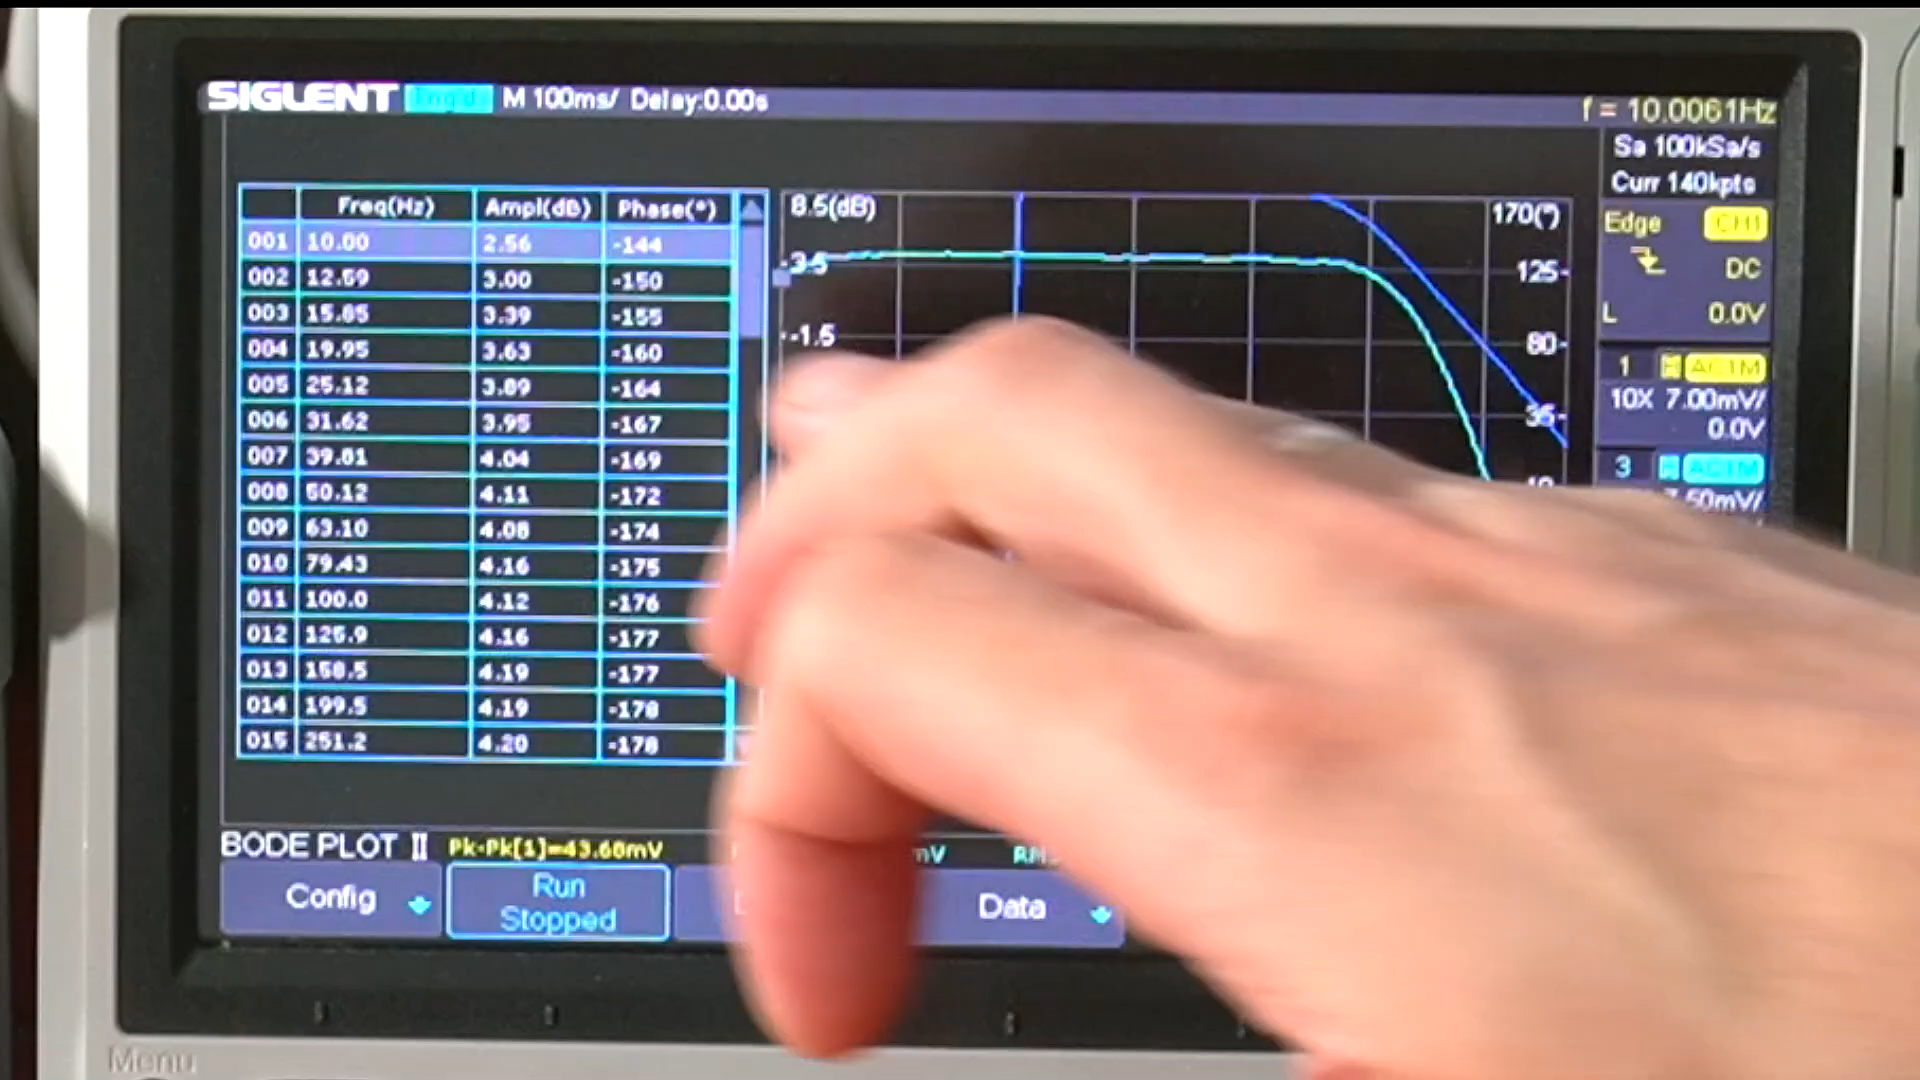 SIGLENT Trig'd M 100ms/ Delay:0.00s
f = 10.0061Hz
Sa 100kSa/s
Curr 140kpts
Edge CH1
DC
L 0.0V
1 AC1M
10X 7.00mV/
0.0V
3 AC1M
7.50mV/
Freq(Hz) Ampl(dB) Phase(°)
001 10.00 2.56 -144
002 12.59 3.00 -150
003 15.85 3.39 -155
004 19.95 3.63 -160
005 25.12 3.89 -164
006 31.62 3.95 -167
007 39.81 4.04 -169
008 50.12 4.11 -172
009 63.10 4.08 -174
010 79.43 4.16 -175
011 100.0 4.12 -176
012 125.9 4.16 -177
013 158.5 4.19 -177
014 199.5 4.19 -178
015 251.2 4.20 -178
8.5(dB) 170(°)
3.5 125
-1.5 80
35
BODE PLOT II Pk-Pk[1]=43.60mV mV
Config Run Stopped Data
Menu